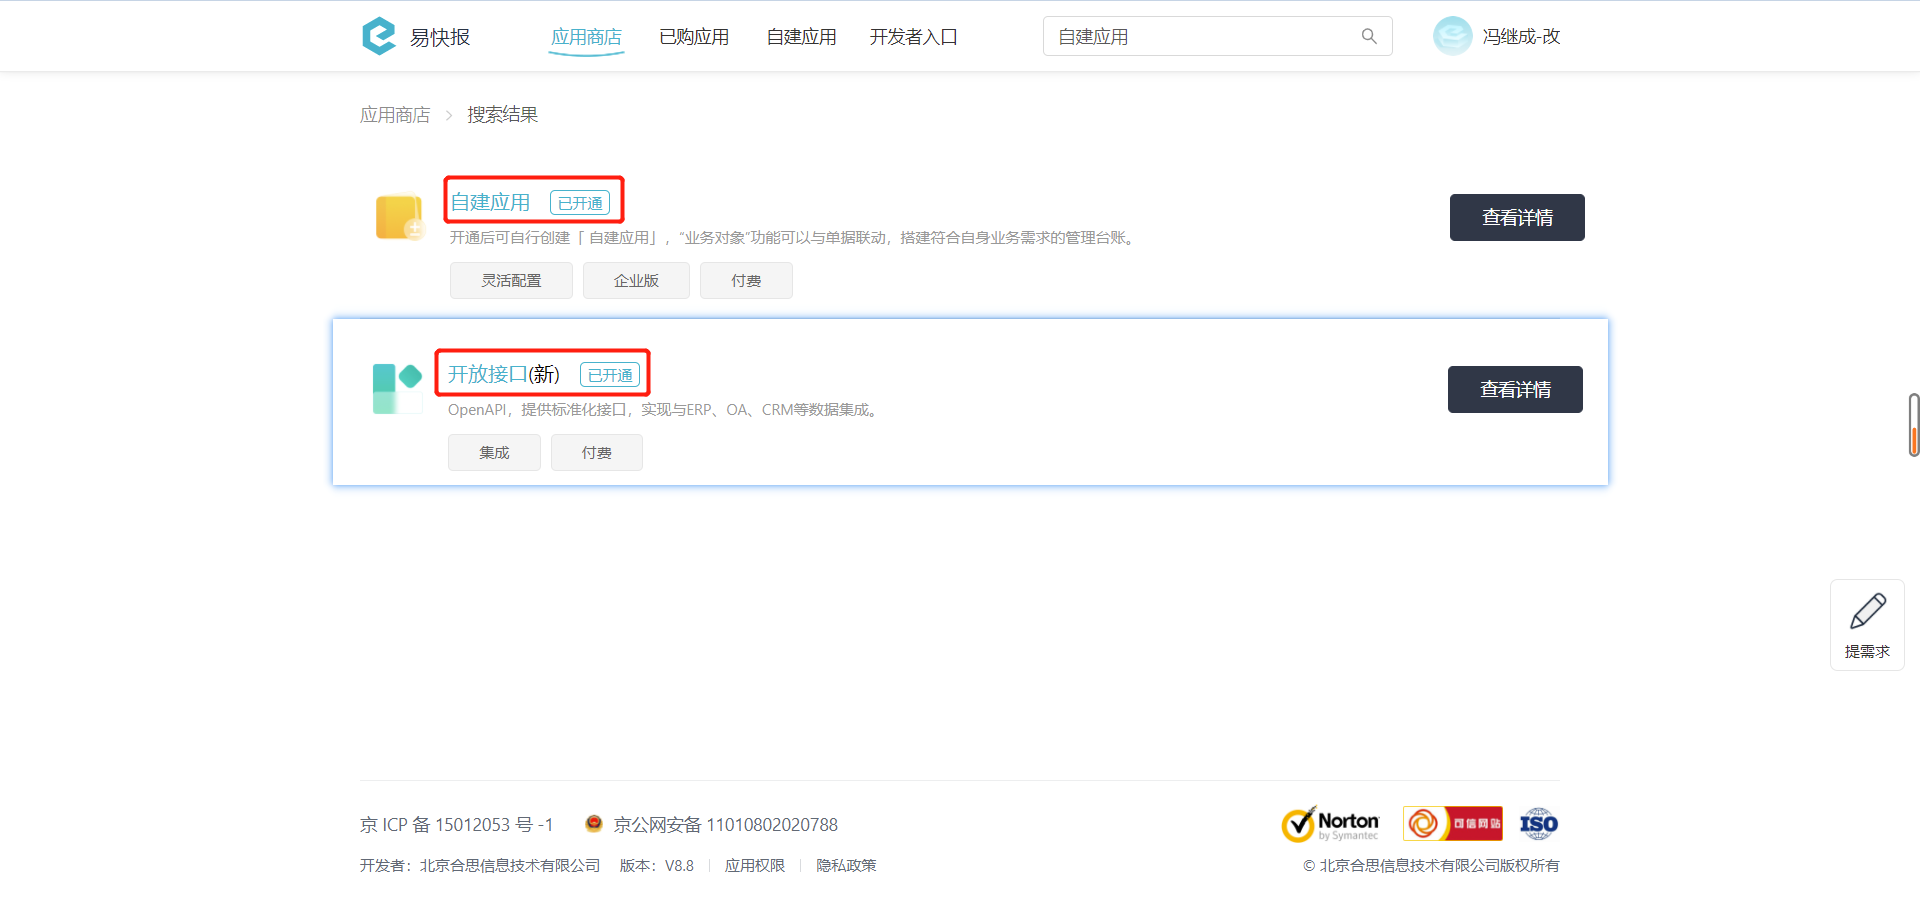 易快报 应用商店 已购应用 自建应用 开发者入口 自建应用 冯继成-改
应用商店 > 搜索结果
自建应用 已开通
开通后可自行创建「 自建应用」，“业务对象”功能可以与单据联动，搭建符合自身业务需求的管理台账。
查看详情
灵活配置 企业版 付费
开放接口(新) 已开通
OpenAPI，提供标准化接口，实现与ERP、OA、CRM等数据集成。
查看详情
集成 付费
提需求
京 ICP 备 15012053 号 -1 京公网安备 11010802020788
Norton
by Symantec
可信网站
ISO
开发者：北京合思信息技术有限公司 版本：V8.8 应用权限 隐私政策
© 北京合思信息技术有限公司版权所有